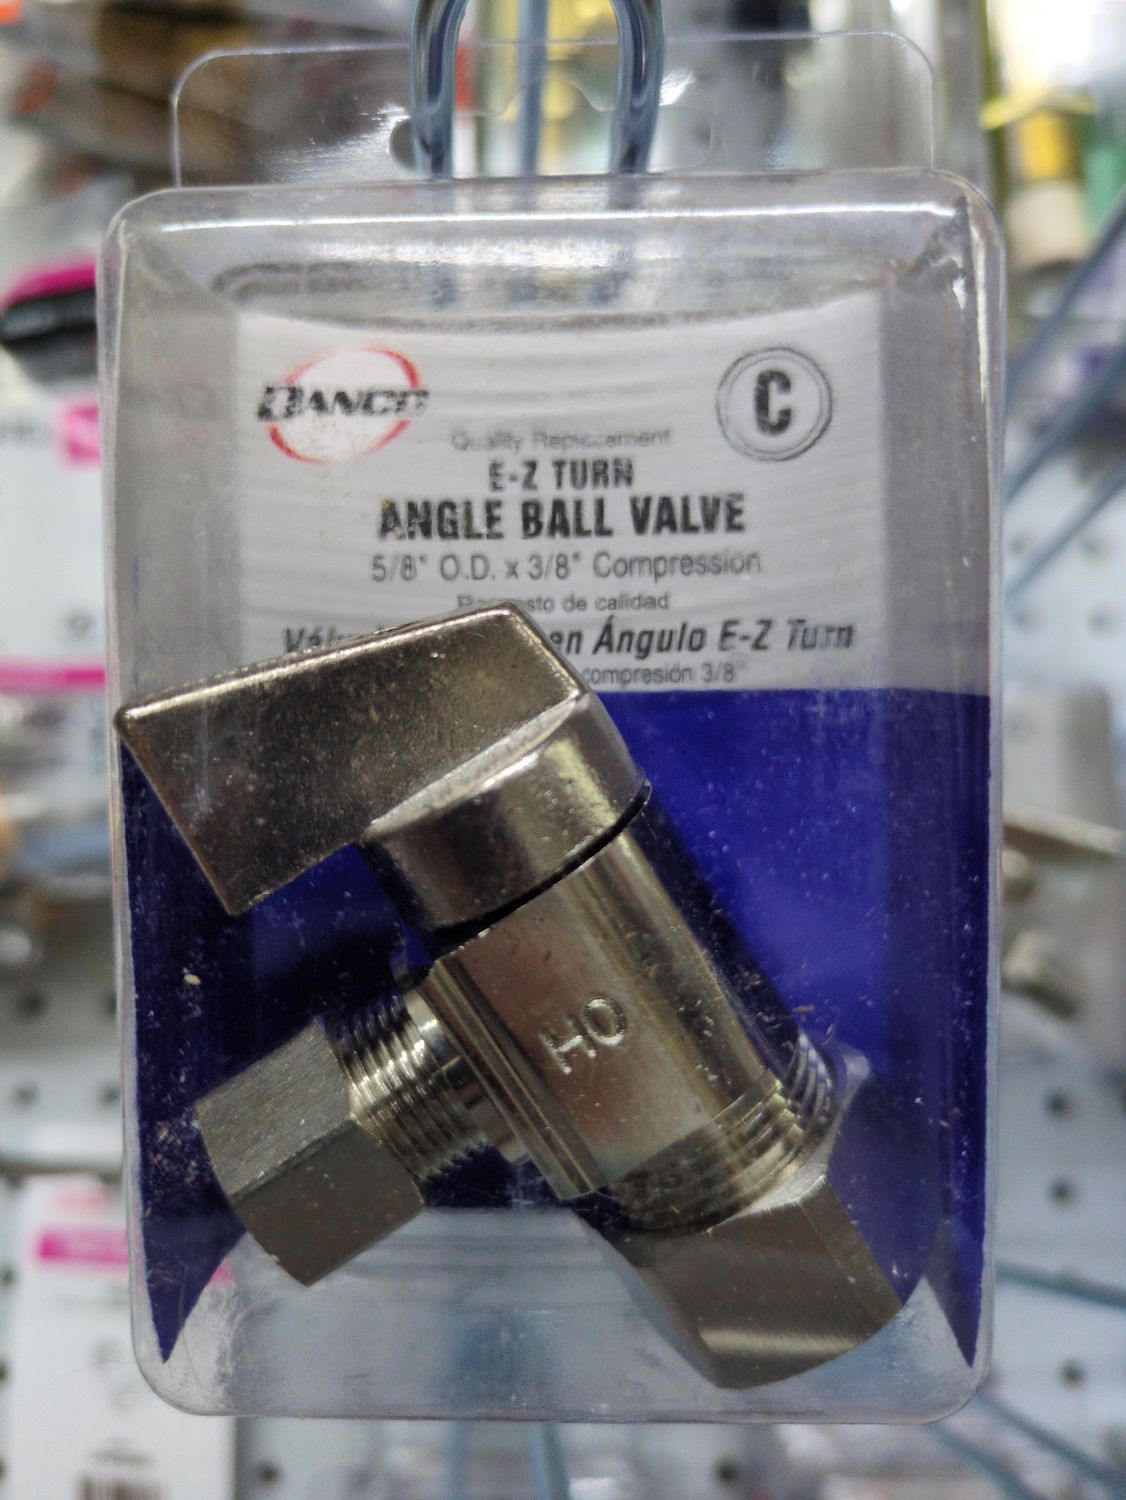 DANCO
C
Quality Replacement
E-Z TURN
ANGLE BALL VALVE
5/8" O.D. x 3/8" Compression
de calidad
en Ángulo E-Z Turn
compresión 3/8"
HO